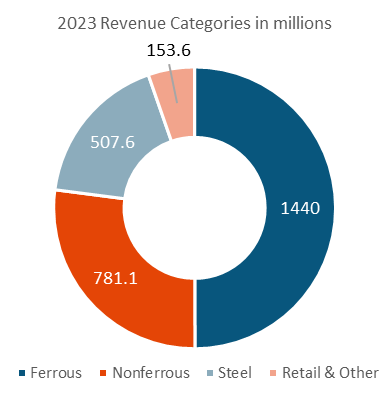 2023 Revenue Categories in millions
153.6
507.6
1440
781.1
Ferrous Nonferrous Steel Retail & Other